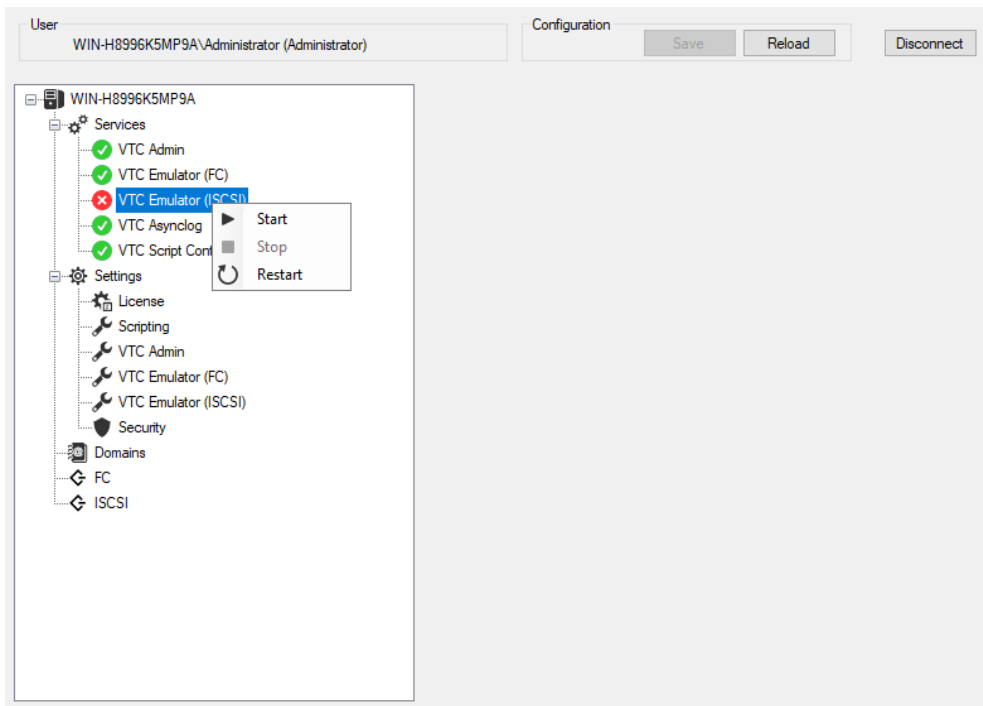 User
WIN-H8996K5MP9A\Administrator (Administrator)
Configuration
Save
Reload
Disconnect
WIN-H8996K5MP9A
Services
VTC Admin
VTC Emulator (FC)
VTC Emulator (ISCSI)
VTC Asynclog
VTC Script Cont
Start
Stop
Restart
Settings
License
Scripting
VTC Admin
VTC Emulator (FC)
VTC Emulator (ISCSI)
Security
Domains
FC
ISCSI